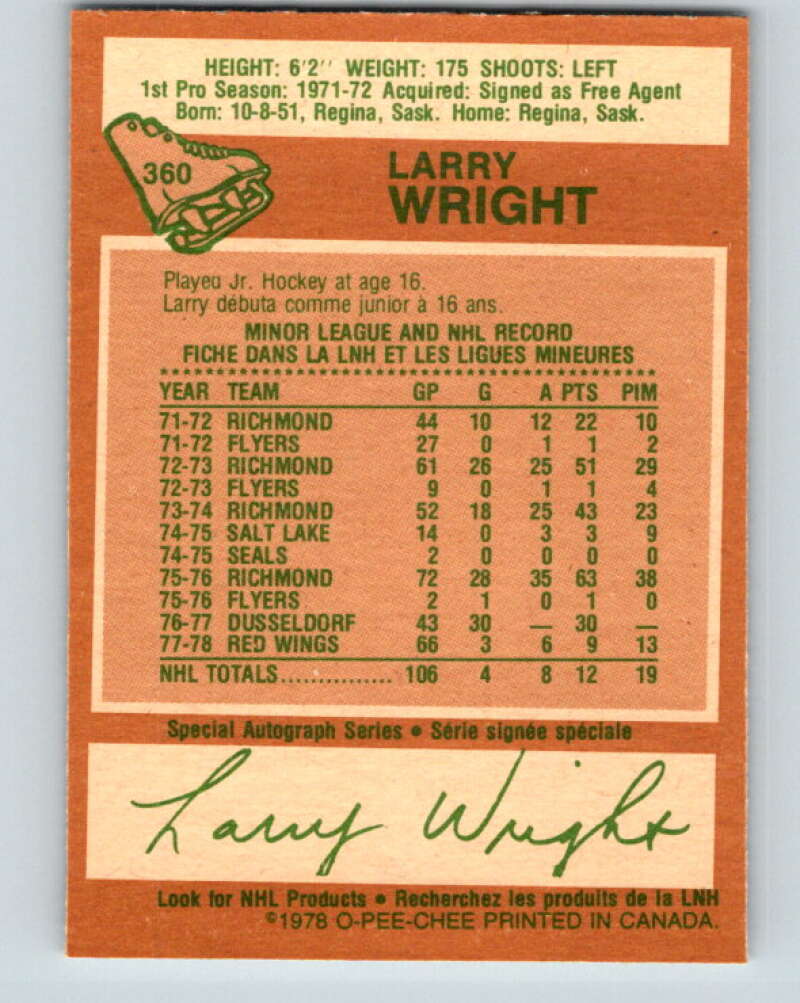 HEIGHT: 6'2'' WEIGHT: 175 SHOOTS: LEFT
1st Pro Season: 1971-72 Acquired: Signed as Free Agent
Born: 10-8-51, Regina, Sask. Home: Regina, Sask.
360
LARRY
WRIGHT
Played Jr. Hockey at age 16.
Larry débuta comme junior à 16 ans.
MINOR LEAGUE AND NHL RECORD
FICHE DANS LA LNH ET LES LIGUES MINEURES
YEAR TEAM GP G A PTS PIM
71-72 RICHMOND 44 10 12 22 10
71-72 FLYERS 27 0 1 1 2
72-73 RICHMOND 61 26 25 51 29
72-73 FLYERS 9 0 1 1 4
73-74 RICHMOND 52 18 25 43 23
74-75 SALT LAKE 14 0 3 3 9
74-75 SEALS 2 0 0 0 0
75-76 RICHMOND 72 28 35 63 38
75-76 FLYERS 2 1 0 1 0
76-77 DUSSELDORF 43 30 — 30 —
77-78 RED WINGS 66 3 6 9 13
NHL TOTALS............... 106 4 8 12 19
Special Autograph Series • Série signée spéciale
Larry Wright
Look for NHL Products • Recherchez les produits de la LNH
©1978 O-PEE-CHEE PRINTED IN CANADA.